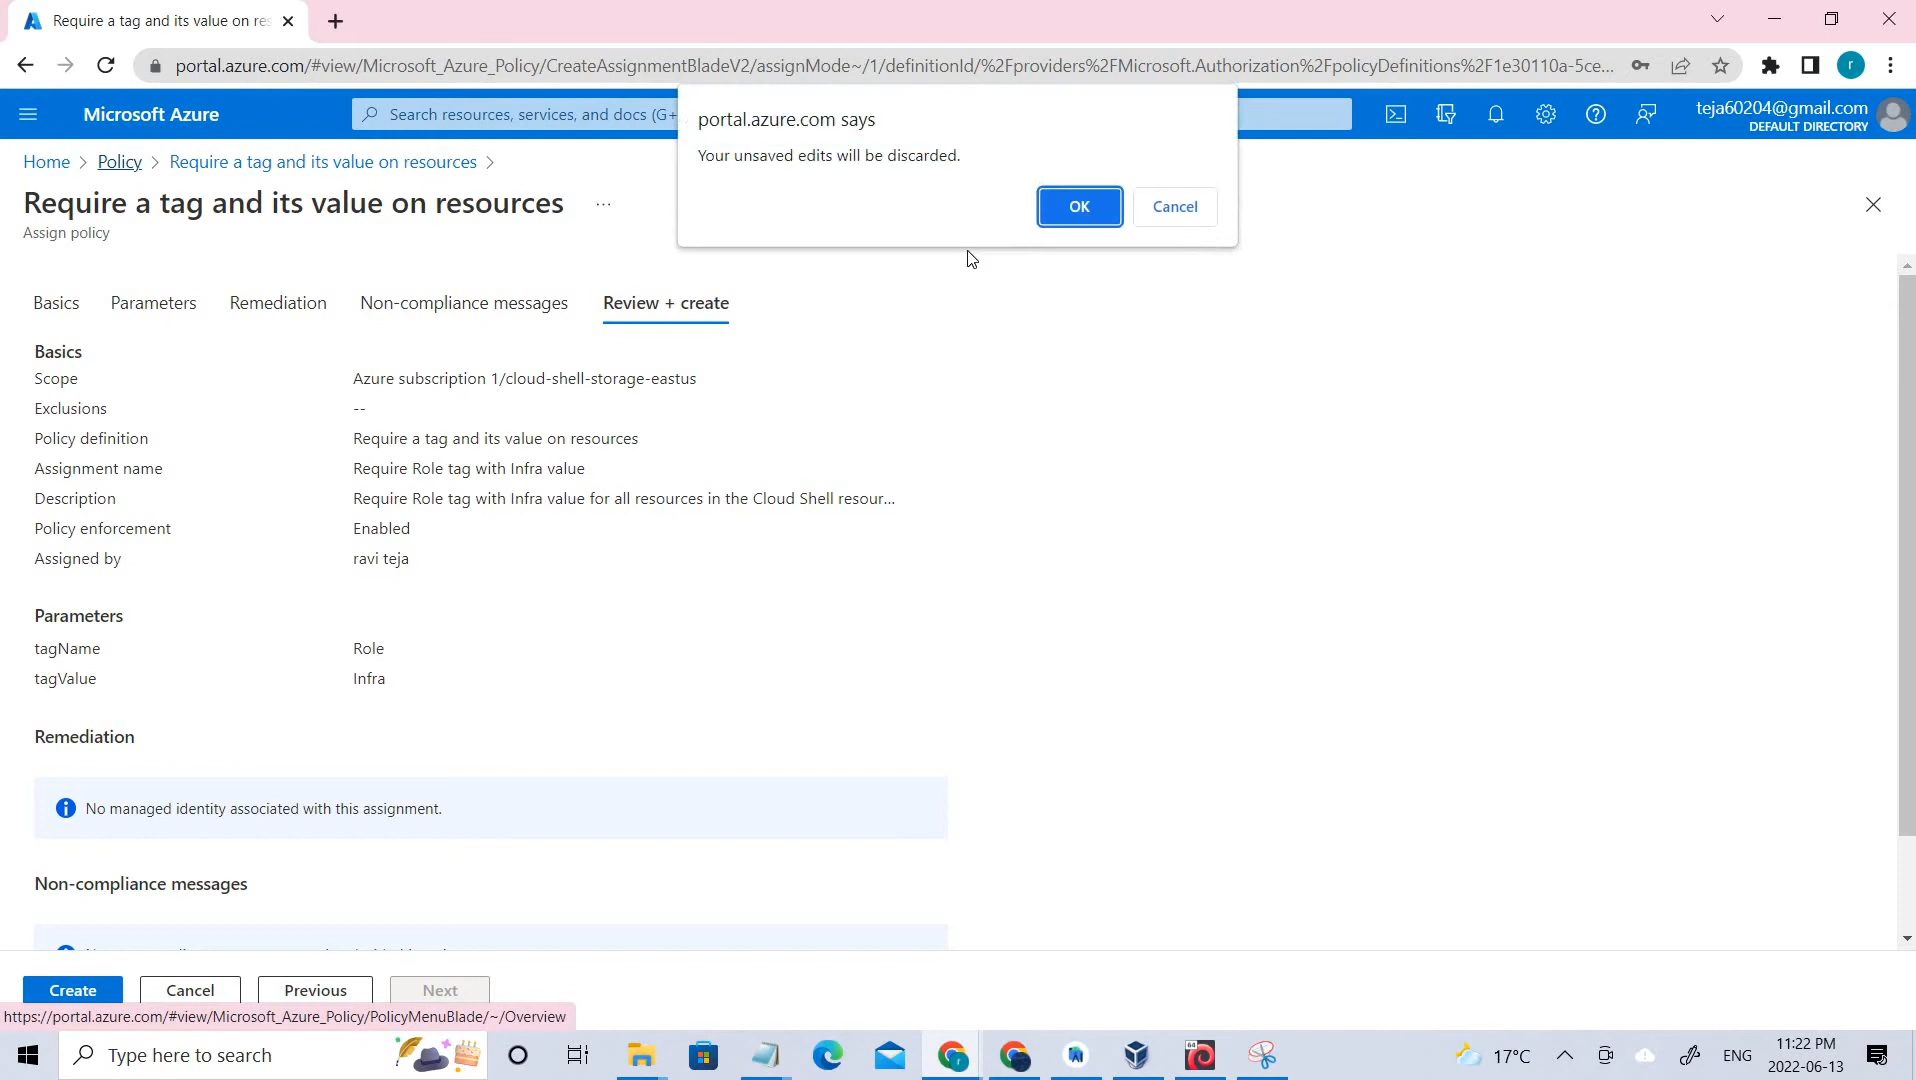 Require a tag and its value on res
portal.azure.com/#view/Microsoft_Azure_Policy/CreateAssignmentBladeV2/assignMode~/1/definitionId/%2Fproviders%2FMicrosoft.Authorization%2FpolicyDefinitions%2F1e30110a-5ce...
r
Microsoft Azure
Search resources, services, and docs (G+
teja60204@gmail.com
DEFAULT DIRECTORY
portal.azure.com says
Your unsaved edits will be discarded.
OK
Cancel
Home > Policy > Require a tag and its value on resources >
Require a tag and its value on resources ...
Assign policy
Basics Parameters Remediation Non-compliance messages Review + create
Basics
Scope Azure subscription 1/cloud-shell-storage-eastus
Exclusions --
Policy definition Require a tag and its value on resources
Assignment name Require Role tag with Infra value
Description Require Role tag with Infra value for all resources in the Cloud Shell resour...
Policy enforcement Enabled
Assigned by ravi teja
Parameters
tagName Role
tagValue Infra
Remediation
No managed identity associated with this assignment.
Non-compliance messages
Create Cancel Previous Next
https://portal.azure.com/#view/Microsoft_Azure_Policy/PolicyMenuBlade/~/Overview
Type here to search
64
17°C
ENG
11:22 PM
2022-06-13